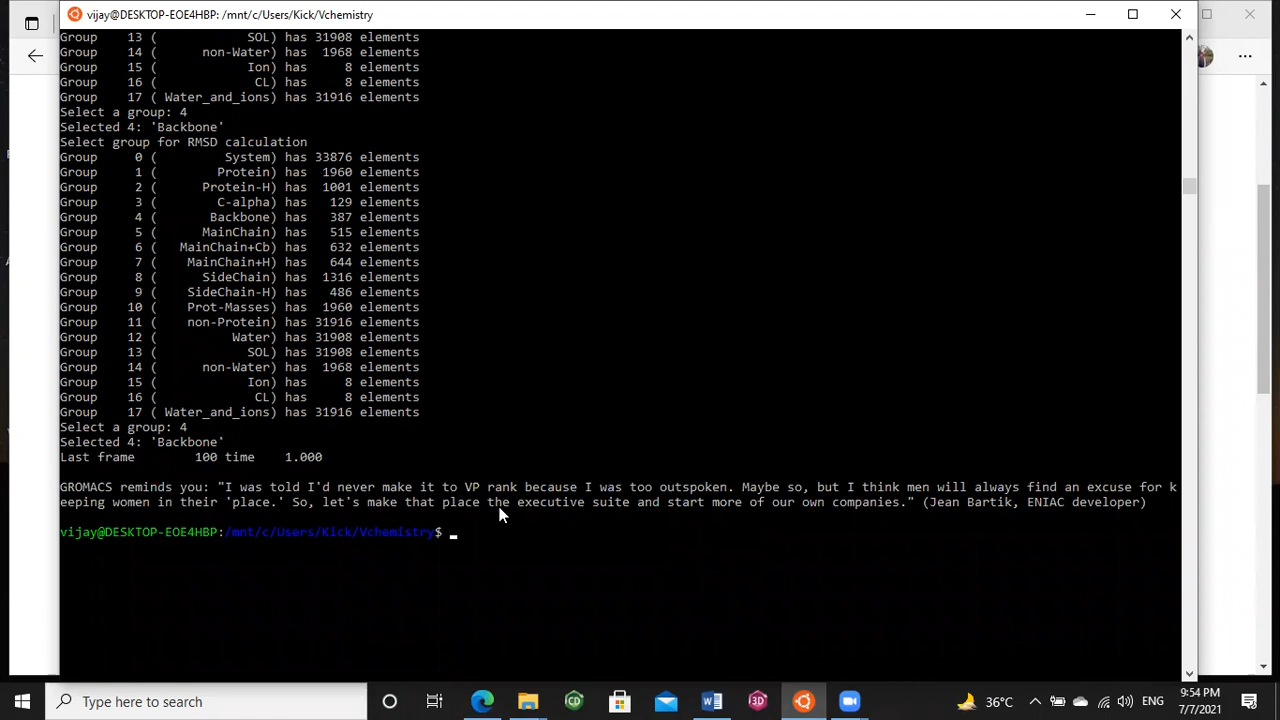 vijay@DESKTOP-EOE4HBP: /mnt/c/Users/Kick/Vchemistry
Group    13 (            SOL) has 31908 elements
Group    14 (      non-Water) has  1968 elements
Group    15 (            Ion) has     8 elements
Group    16 (             CL) has     8 elements
Group    17 ( Water_and_ions) has 31916 elements
Select a group: 4
Selected 4: 'Backbone'
Select group for RMSD calculation
Group     0 (         System) has 33876 elements
Group     1 (        Protein) has  1960 elements
Group     2 (      Protein-H) has  1001 elements
Group     3 (        C-alpha) has   129 elements
Group     4 (       Backbone) has   387 elements
Group     5 (      MainChain) has   515 elements
Group     6 (   MainChain+Cb) has   632 elements
Group     7 (    MainChain+H) has   644 elements
Group     8 (      SideChain) has  1316 elements
Group     9 (    SideChain-H) has   486 elements
Group    10 (    Prot-Masses) has  1960 elements
Group    11 (    non-Protein) has 31916 elements
Group    12 (          Water) has 31908 elements
Group    13 (            SOL) has 31908 elements
Group    14 (      non-Water) has  1968 elements
Group    15 (            Ion) has     8 elements
Group    16 (             CL) has     8 elements
Group    17 ( Water_and_ions) has 31916 elements
Select a group: 4
Selected 4: 'Backbone'
Last frame        100 time    1.000
GROMACS reminds you: "I was told I'd never make it to VP rank because I was too outspoken. Maybe so, but I think men will always find an excuse for k
eeping women in their 'place.' So, let's make that place the executive suite and start more of our own companies." (Jean Bartik, ENIAC developer)
vijay@DESKTOP-EOE4HBP:/mnt/c/Users/Kick/Vchemistry$
Type here to search
36°C
ENG
9:54 PM
7/7/2021